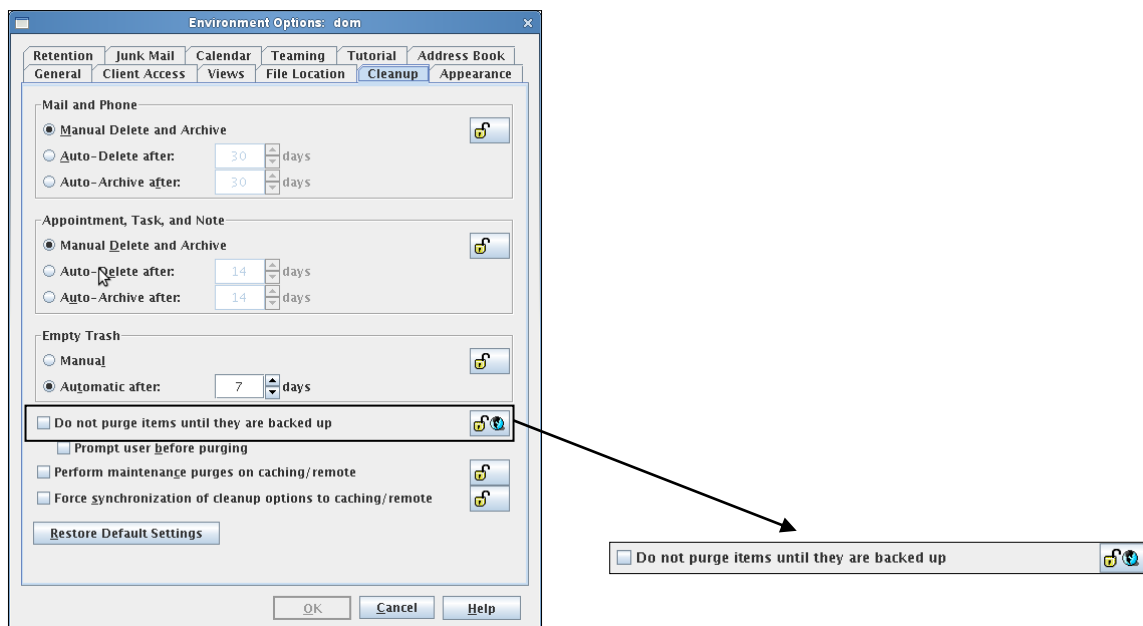 Environment Options: dom
Retention Junk Mail Calendar Teaming Tutorial Address Book
General Client Access Views File Location Cleanup Appearance
Mail and Phone
Manual Delete and Archive
Auto-Delete after: 30 days
Auto-Archive after: 30 days
Appointment, Task, and Note
Manual Delete and Archive
Auto-Delete after: 14 days
Auto-Archive after: 14 days
Empty Trash
Manual
Automatic after: 7 days
Do not purge items until they are backed up
Prompt user before purging
Perform maintenance purges on caching/remote
Force synchronization of cleanup options to caching/remote
Restore Default Settings
Do not purge items until they are backed up
OK Cancel Help